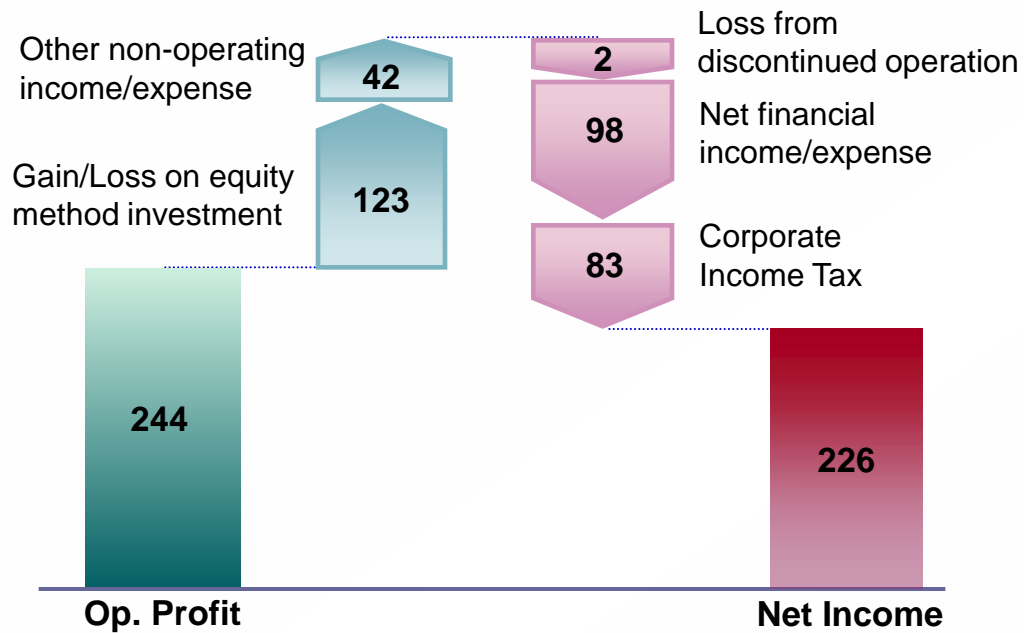 Other non-operating
income/expense
42
Gain/Loss on equity
method investment
123
244
Op. Profit
2
Loss from
discontinued operation
98
Net financial
income/expense
83
Corporate
Income Tax
226
Net Income